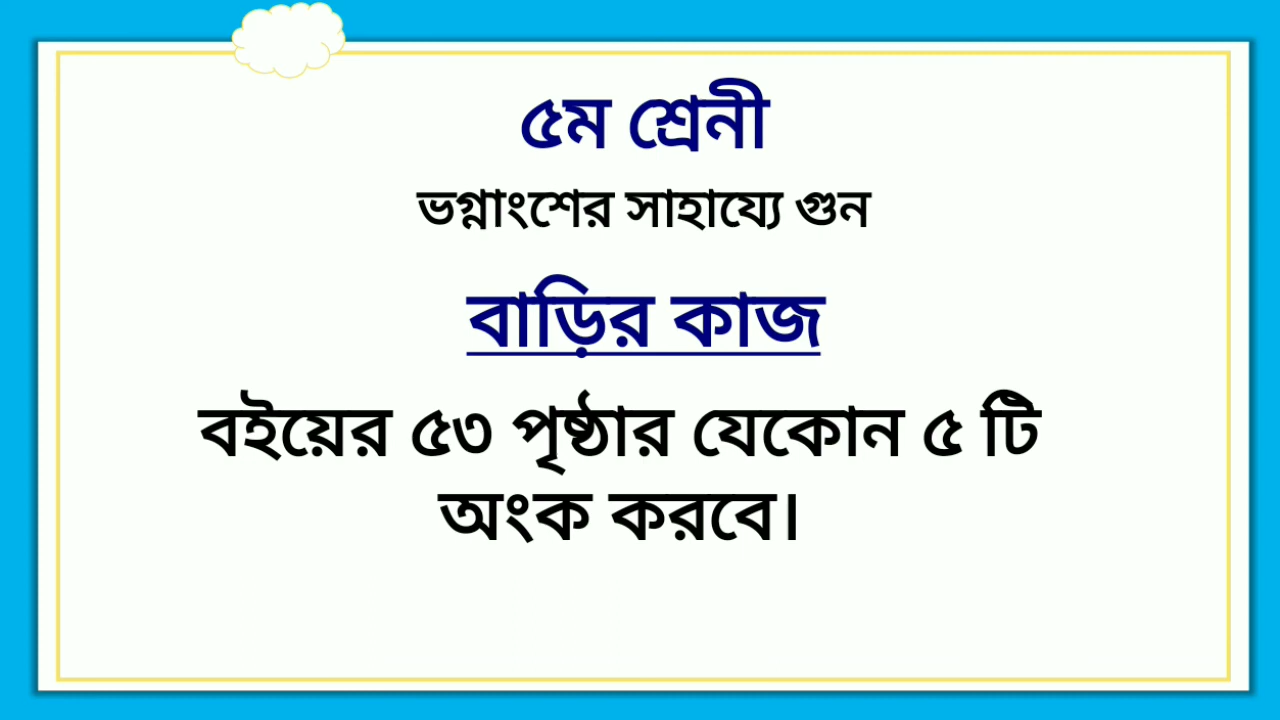 ৫ম শ্রেনী
ভগ্নাংশের সাহায্যে গুন
বাড়ির কাজ
বইয়ের ৫৩ পৃষ্ঠার যেকোন ৫ টি
অংক করবে।